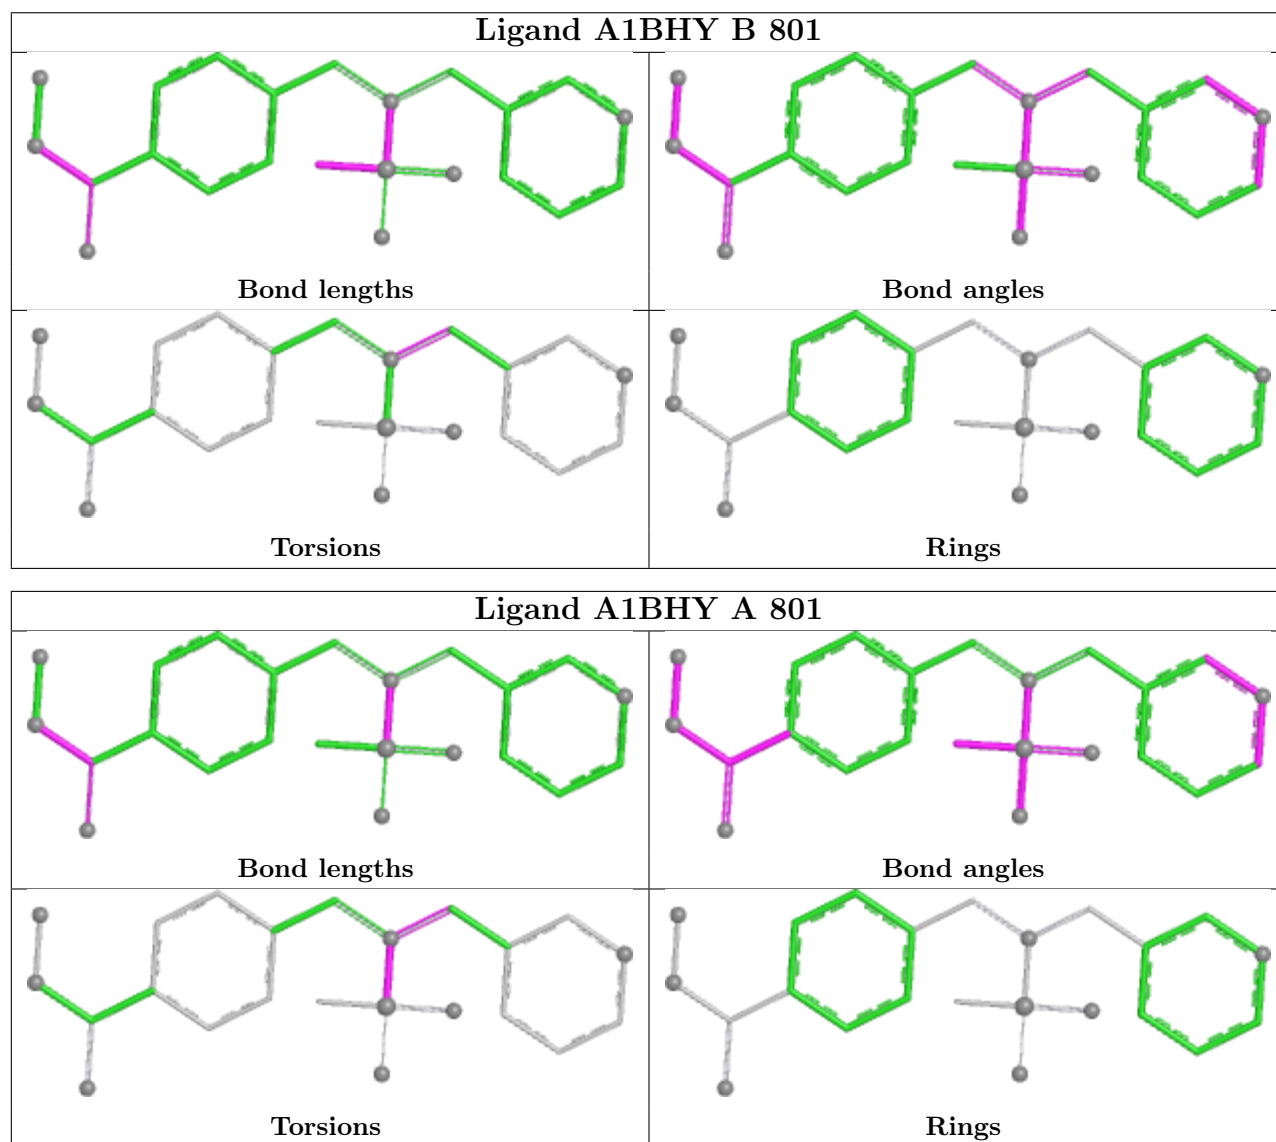 Ligand A1BHY B 801
Bond lengths
Bond angles
Torsions
Rings
Ligand A1BHY A 801
Bond lengths
Bond angles
Torsions
Rings